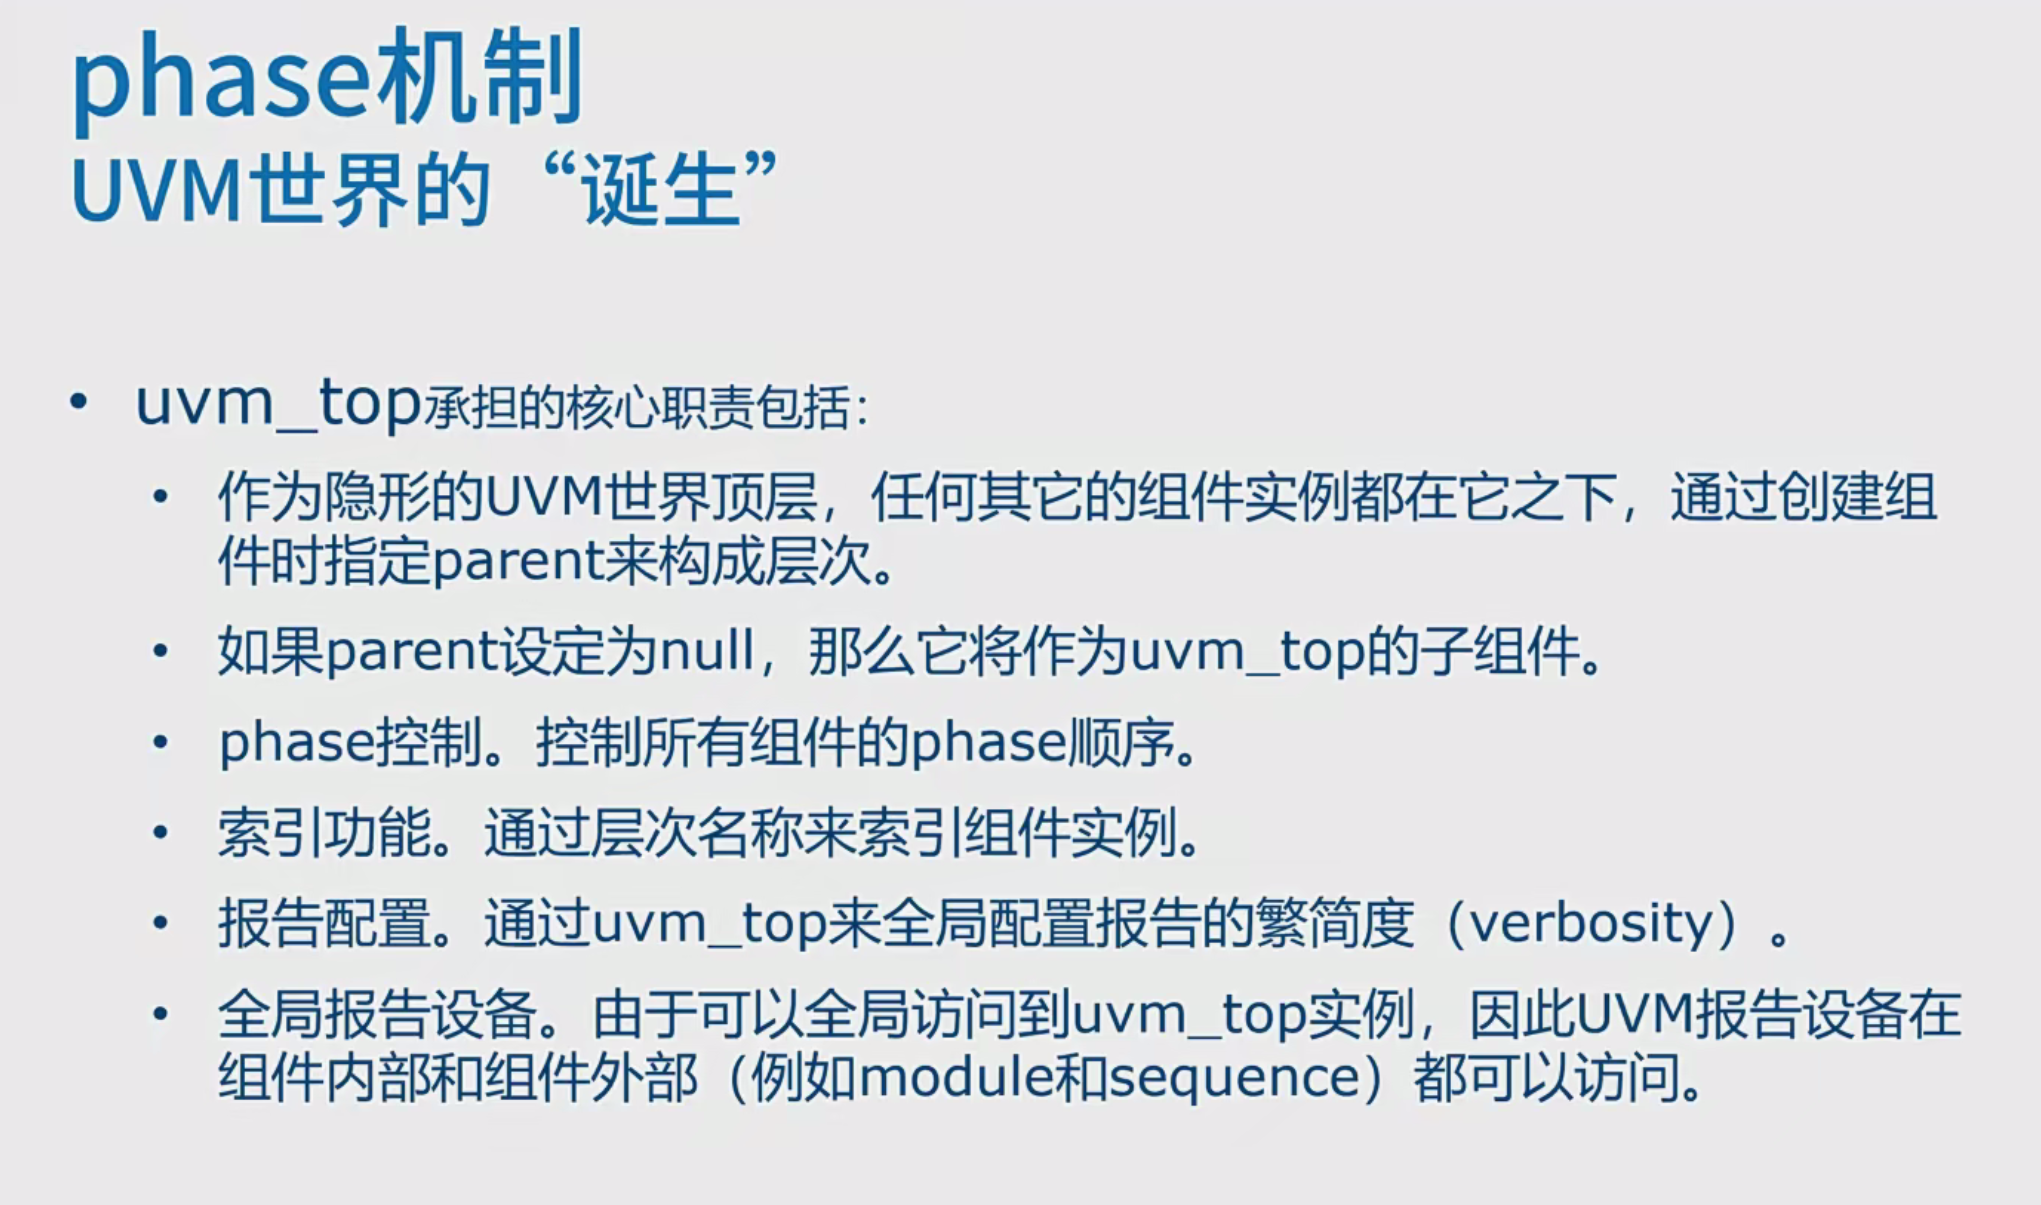 phase机制
UVM世界的“诞生”
• uvm_top承担的核心职责包括：
• 作为隐形的UVM世界顶层，任何其它的组件实例都在它之下，通过创建组
件时指定parent来构成层次。
• 如果parent设定为null，那么它将作为uvm_top的子组件。
• phase控制。控制所有组件的phase顺序。
• 索引功能。通过层次名称来索引组件实例。
• 报告配置。通过uvm_top来全局配置报告的繁简度（verbosity）。
• 全局报告设备。由于可以全局访问到uvm_top实例，因此UVM报告设备在
组件内部和组件外部（例如module和sequence）都可以访问。